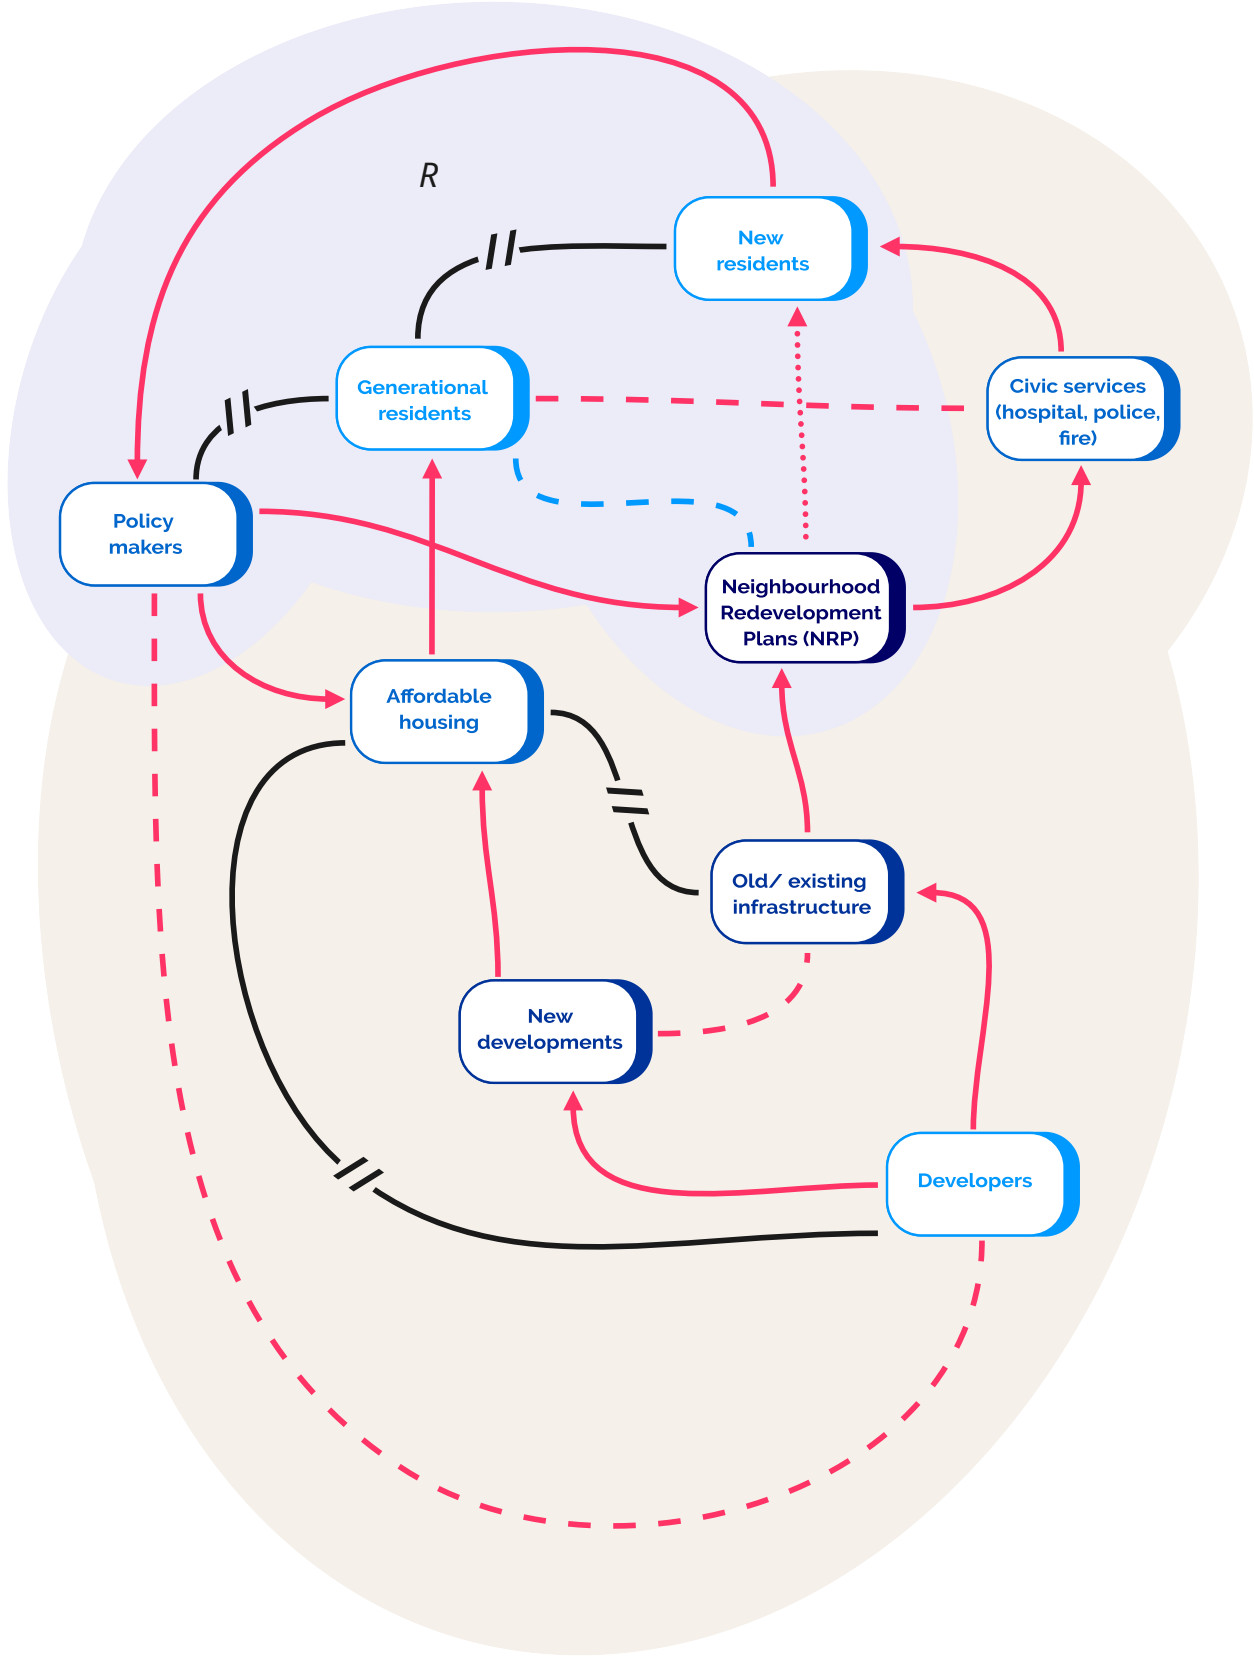 R
New
residents
Generational
residents
Civic services
(hospital, police,
fire)
Policy
makers
Neighbourhood
Redevelopment
Plans (NRP)
Affordable
housing
Old/ existing
infrastructure
New
developments
Developers